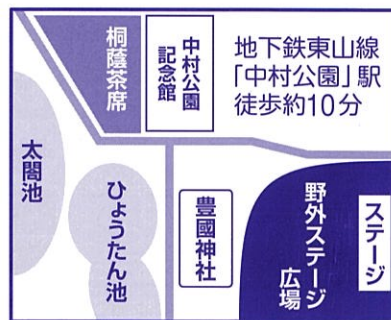 桐蔭茶席
中村公園
記念館
地下鉄東山線
「中村公園」駅
徒歩約10分
太閤池
ひょうたん池
豊國神社
野外ステージ
広場
ステージ